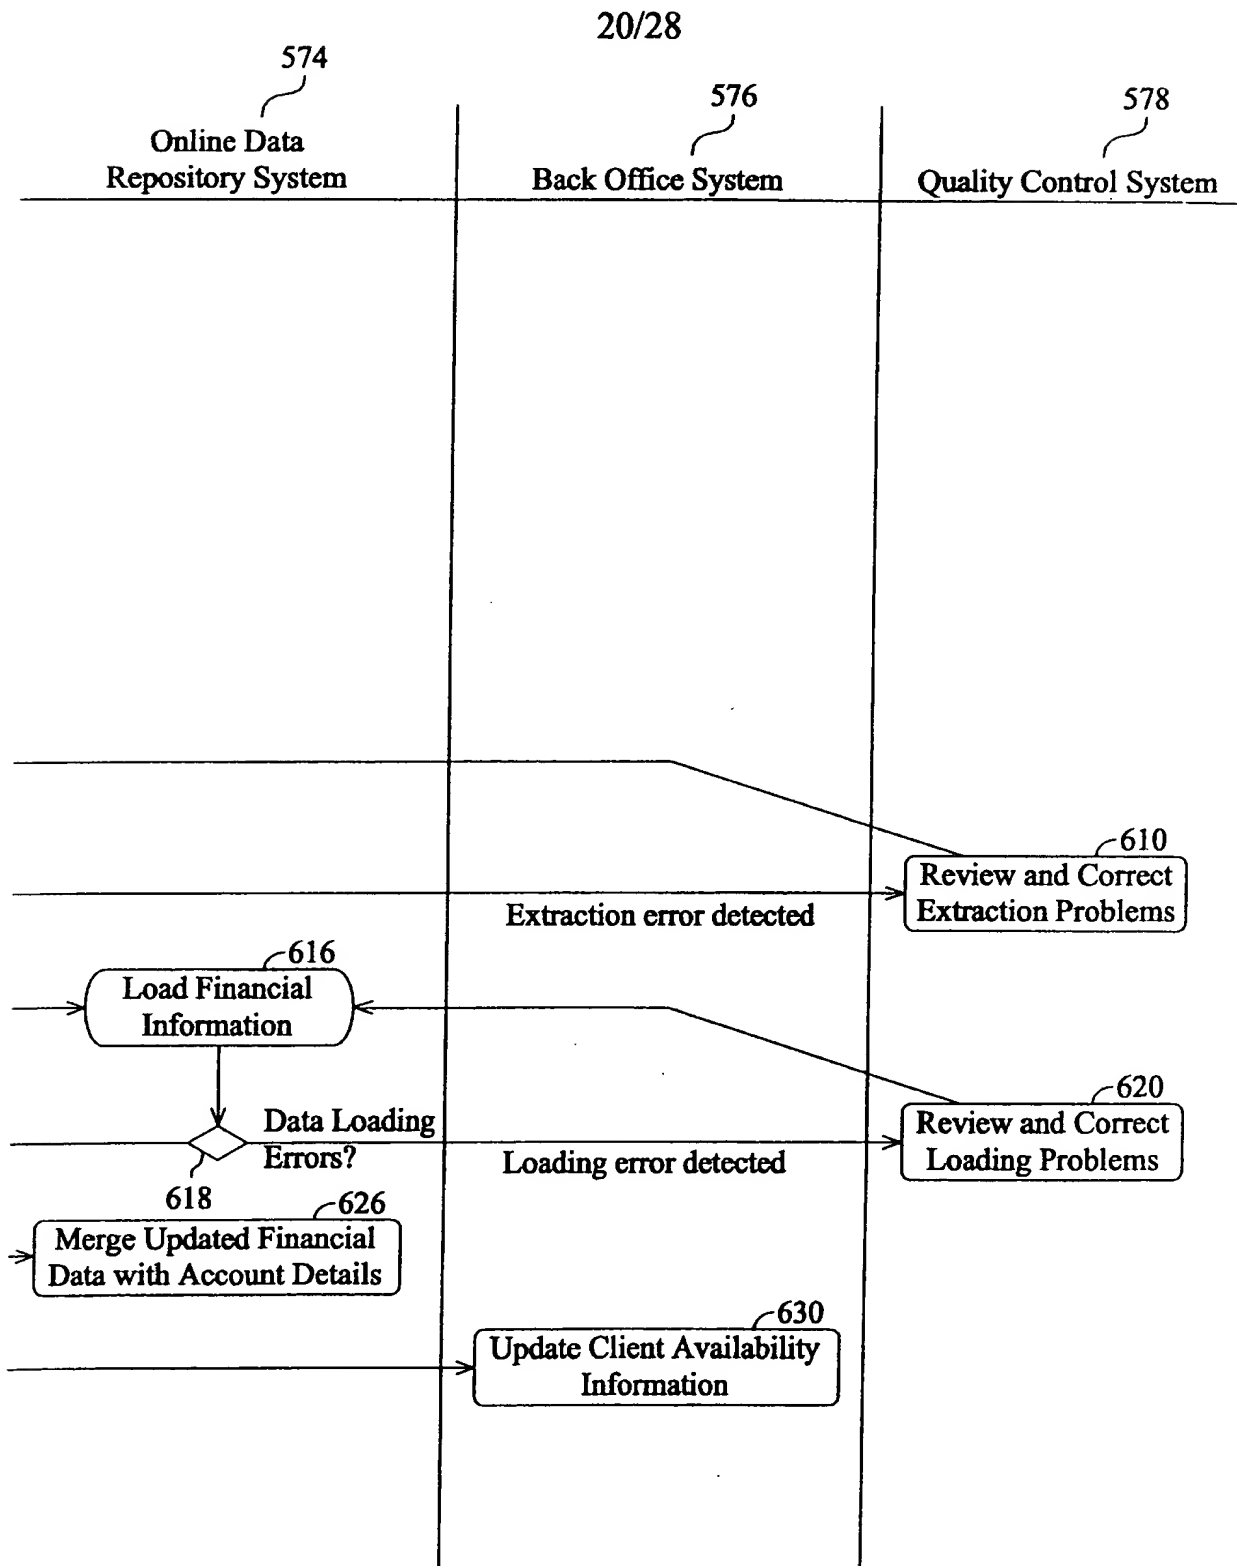 20/28
574
576
578
Online Data
Repository System
Back Office System
Quality Control System
610
Review and Correct
Extraction Problems
Extraction error detected
616
Load Financial
Information
620
Review and Correct
Loading Problems
Data Loading
Errors?
Loading error detected
618
626
Merge Updated Financial
Data with Account Details
630
Update Client Availability
Information